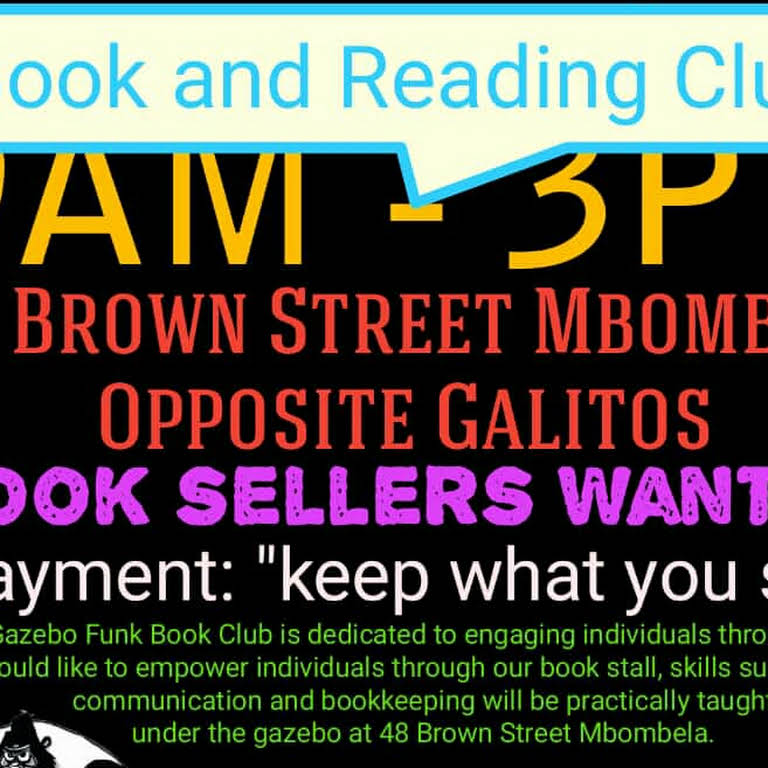 ook and Reading Clu
AM - 3P
Brown Street Mbomb
Opposite Galitos
OOK SELLERS WANT
ayment: "keep what you s
Gazebo Funk Book Club is dedicated to engaging individuals thro
ould like to empower individuals through our book stall, skills su
communication and bookkeeping will be practically taught
under the gazebo at 48 Brown Street Mbombela.